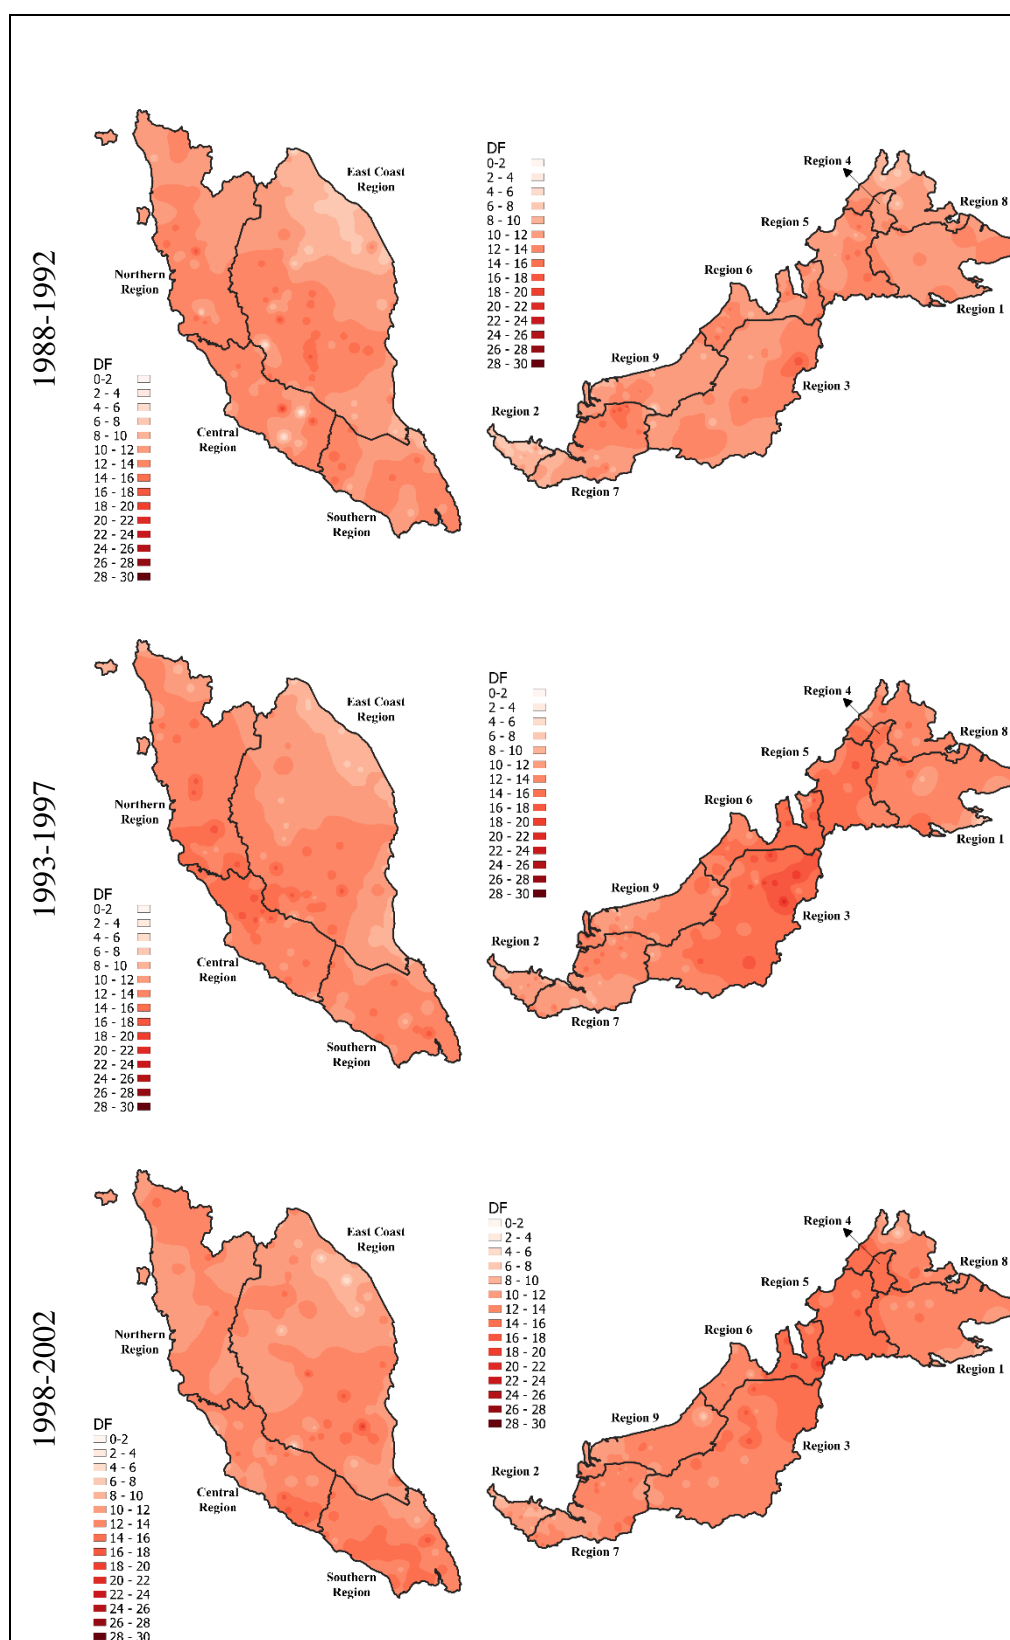 1988-1992
East Coast
Region
Northern
Region
Central
Region
Southern
Region
DF
0-2
2 - 4
4 - 6
6 - 8
8 - 10
10 - 12
12 - 14
14 - 16
16 - 18
18 - 20
20 - 22
22 - 24
24 - 26
26 - 28
28 - 30
DF
0-2
2 - 4
4 - 6
6 - 8
8 - 10
10 - 12
12 - 14
14 - 16
16 - 18
18 - 20
20 - 22
22 - 24
24 - 26
26 - 28
28 - 30
Region 4
Region 8
Region 5
Region 6
Region 1
Region 9
Region 3
Region 2
Region 7
1993-1997
East Coast
Region
Northern
Region
Central
Region
Southern
Region
DF
0-2
2 - 4
4 - 6
6 - 8
8 - 10
10 - 12
12 - 14
14 - 16
16 - 18
18 - 20
20 - 22
22 - 24
24 - 26
26 - 28
28 - 30
DF
0-2
2 - 4
4 - 6
6 - 8
8 - 10
10 - 12
12 - 14
14 - 16
16 - 18
18 - 20
20 - 22
22 - 24
24 - 26
26 - 28
28 - 30
Region 4
Region 8
Region 5
Region 6
Region 1
Region 9
Region 3
Region 2
Region 7
1998-2002
East Coast
Region
Northern
Region
Central
Region
Southern
Region
DF
0-2
2 - 4
4 - 6
6 - 8
8 - 10
10 - 12
12 - 14
14 - 16
16 - 18
18 - 20
20 - 22
22 - 24
24 - 26
26 - 28
28 - 30
DF
0-2
2 - 4
4 - 6
6 - 8
8 - 10
10 - 12
12 - 14
14 - 16
16 - 18
18 - 20
20 - 22
22 - 24
24 - 26
26 - 28
28 - 30
Region 4
Region 8
Region 5
Region 6
Region 1
Region 9
Region 3
Region 2
Region 7